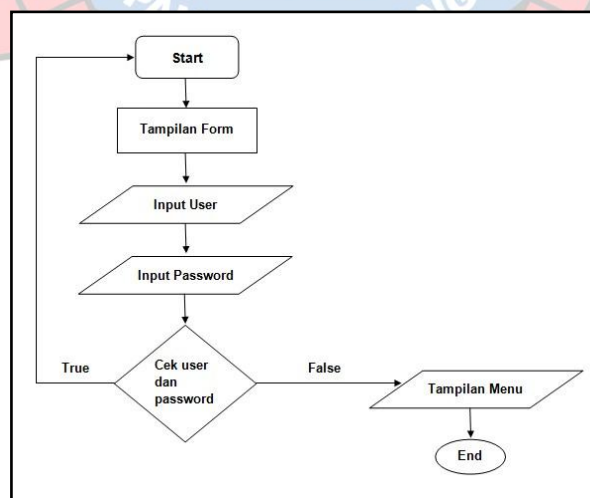 Start
Tampilan Form
Input User
Input Password
True
Cek user
dan
password
False
Tampilan Menu
End